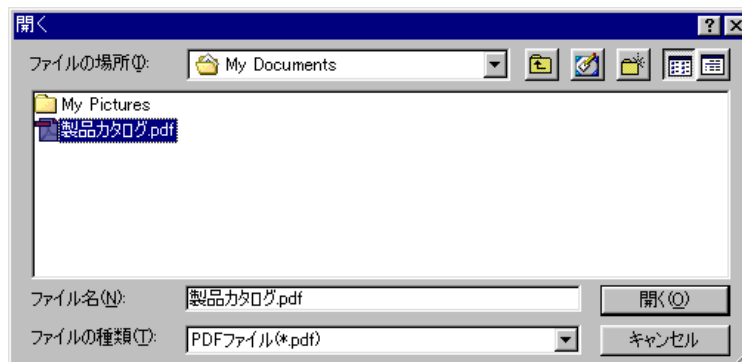 開く
ファイルの場所(I):
My Documents
My Pictures
製品カタログ.pdf
ファイル名(N):
製品カタログ.pdf
開く(O)
ファイルの種類(T):
PDFファイル(*.pdf)
キャンセル